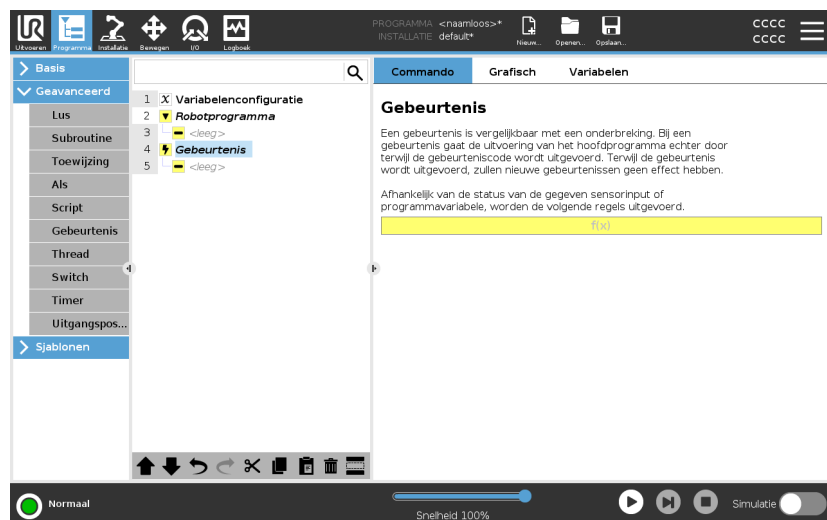 UR
Uitvoeren Programma Installatie Bewegen I/O Logboek
PROGRAMMA <naamloos>*
INSTALLATIE default*
Nieuw... Openen... Opslaan...
CCCC
CCCC
Basis
Geavanceerd
Lus
Subroutine
Toewijzing
Als
Script
Gebeurtenis
Thread
Switch
Timer
Uitgangspos...
Sjablonen
1 X Variabelenconfiguratie
2 Robotprogramma
3 <leeg>
4 Gebeurtenis
5 <leeg>
Commando Grafisch Variabelen
Gebeurtenis
Een gebeurtenis is vergelijkbaar met een onderbreking. Bij een
gebeurtenis gaat de uitvoering van het hoofdprogramma echter door
terwijl de gebeurteniscode wordt uitgevoerd. Terwijl de gebeurtenis
wordt uitgevoerd, zullen nieuwe gebeurtenissen geen effect hebben.
Afhankelijk van de status van de gegeven sensorinput of
programmavariabele, worden de volgende regels uitgevoerd.
f(x)
Normaal
Snelheid 100%
Simulatie